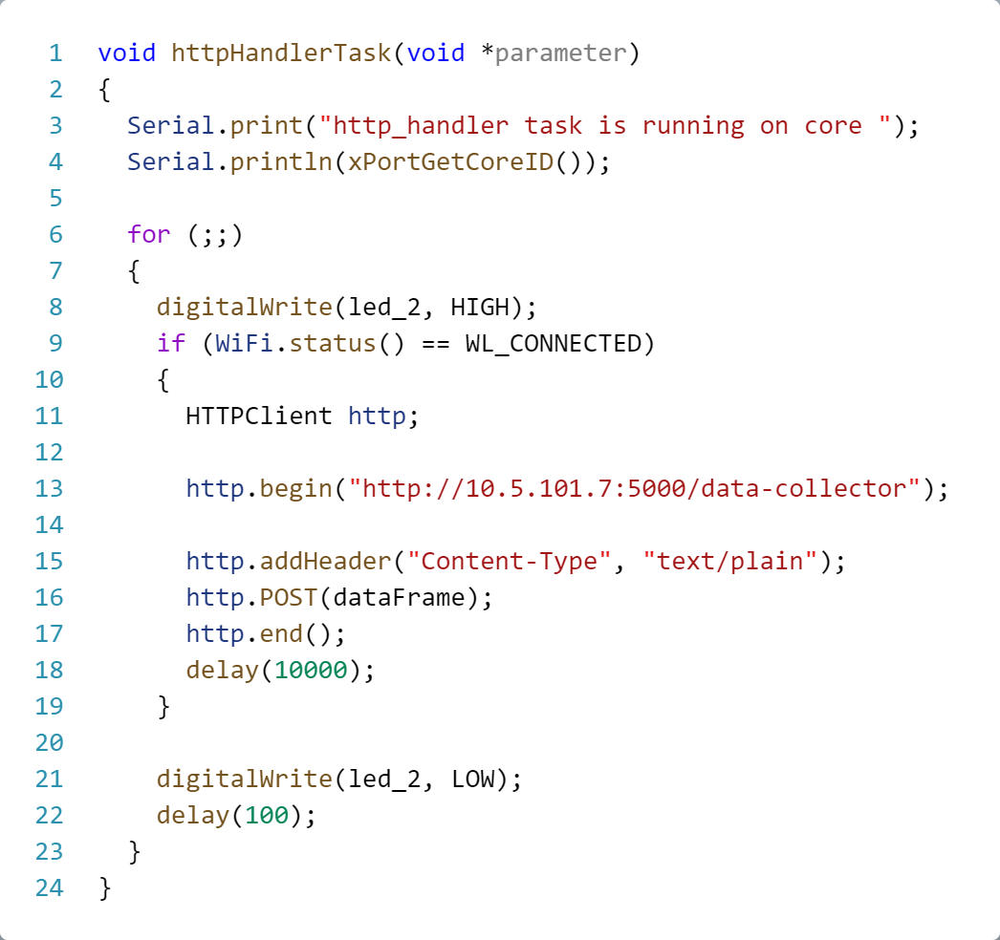 1 void httpHandlerTask(void *parameter)
2 {
3   Serial.print("http_handler task is running on core ");
4   Serial.println(xPortGetCoreID());
5
6   for (;;)
7   {
8     digitalWrite(led_2, HIGH);
9     if (WiFi.status() == WL_CONNECTED)
10     {
11       HTTPClient http;
12
13       http.begin("http://10.5.101.7:5000/data-collector");
14
15       http.addHeader("Content-Type", "text/plain");
16       http.POST(dataFrame);
17       http.end();
18       delay(10000);
19     }
20
21     digitalWrite(led_2, LOW);
22     delay(100);
23   }
24 }